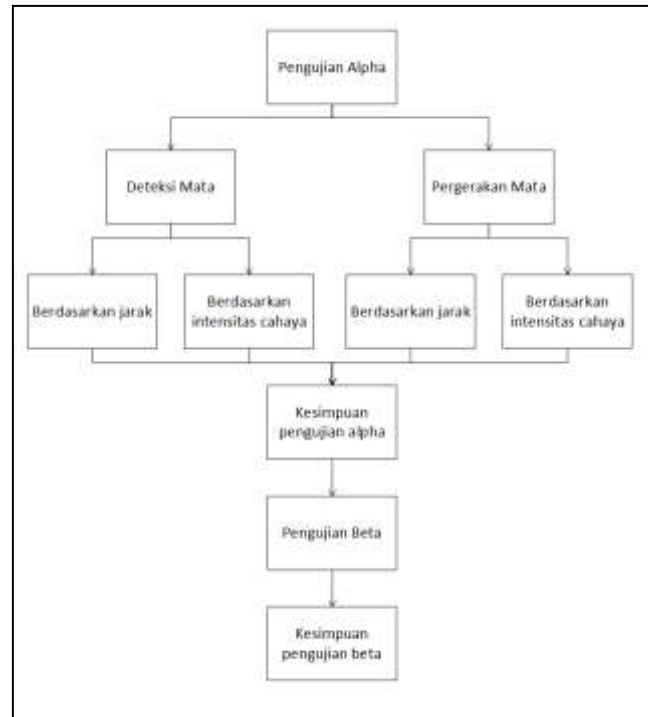 Pengujian Alpha
Deteksi Mata
Pergerakan Mata
Berdasarkan jarak
Berdasarkan
intensitas cahaya
Berdasarkan jarak
Berdasarkan
intensitas cahaya
Kesimpuan
pengujian alpha
Pengujian Beta
Kesimpuan
pengujian beta